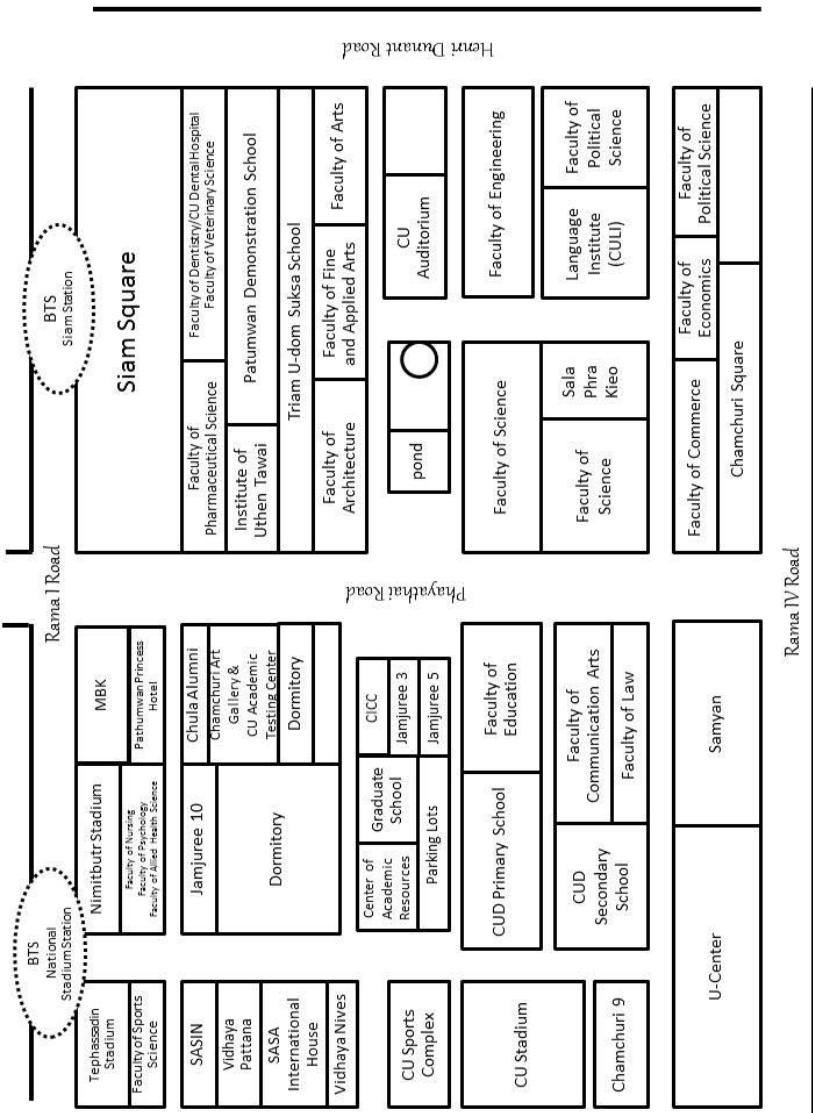 BTS
National
Stadium Station
BTS
Siam Station
Rama I Road
Tephassadin
Stadium
Faculty of Sports
Science
Nimitbutr Stadium
Faculty of Nursing
Faculty of Psychology
Faculty of Allied Health Science
MBK
Pathumwan Princess
Hotel
Siam Square
SASIN
Vidhaya
Pattana
SASA
International
House
Vidhaya Nives
Jamjuree 10
Dormitory
Chula Alumni
Chamchuri Art
Gallery &
CU Academic
Testing Center
Dormitory
Faculty of
Pharmaceutical Science
Faculty of Dentistry/CU Dental Hospital
Faculty of Veterinary Science
Institute of
Uthen Tawai
Patumwan Demonstration School
Triam U-dom Suksa School
Faculty of
Architecture
Faculty of Fine
and Applied Arts
Faculty of Arts
Phayathai Road
Henri Dunant Road
CU Sports
Complex
Center of
Academic
Resources
Graduate
School
CICC
Jamjuree 3
Parking Lots
Jamjuree 5
pond
CU
Auditorium
CU Stadium
Chamchuri 9
CUD Primary School
Faculty of
Education
CUD
Secondary
School
Faculty of
Communication Arts
Faculty of Law
Faculty of Science
Faculty of
Science
Sala
Phra
Kieo
Faculty of Engineering
Language
Institute
(CULI)
Faculty of
Political
Science
U-Center
Samyan
Faculty of Commerce
Faculty of
Economics
Faculty of
Political Science
Chamchuri Square
Rama IV Road